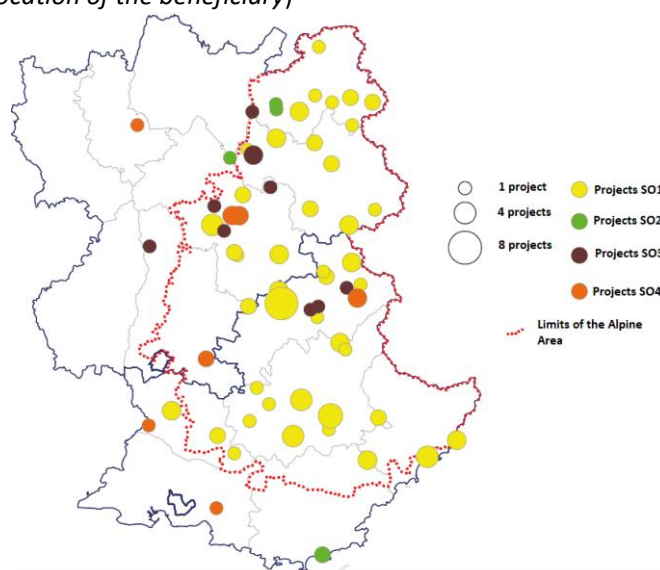 ocation of the beneficiary)
1 project
4 projects
8 projects
Projects SO1
Projects SO2
Projects SO3
Projects SO4
Limits of the Alpine
Area